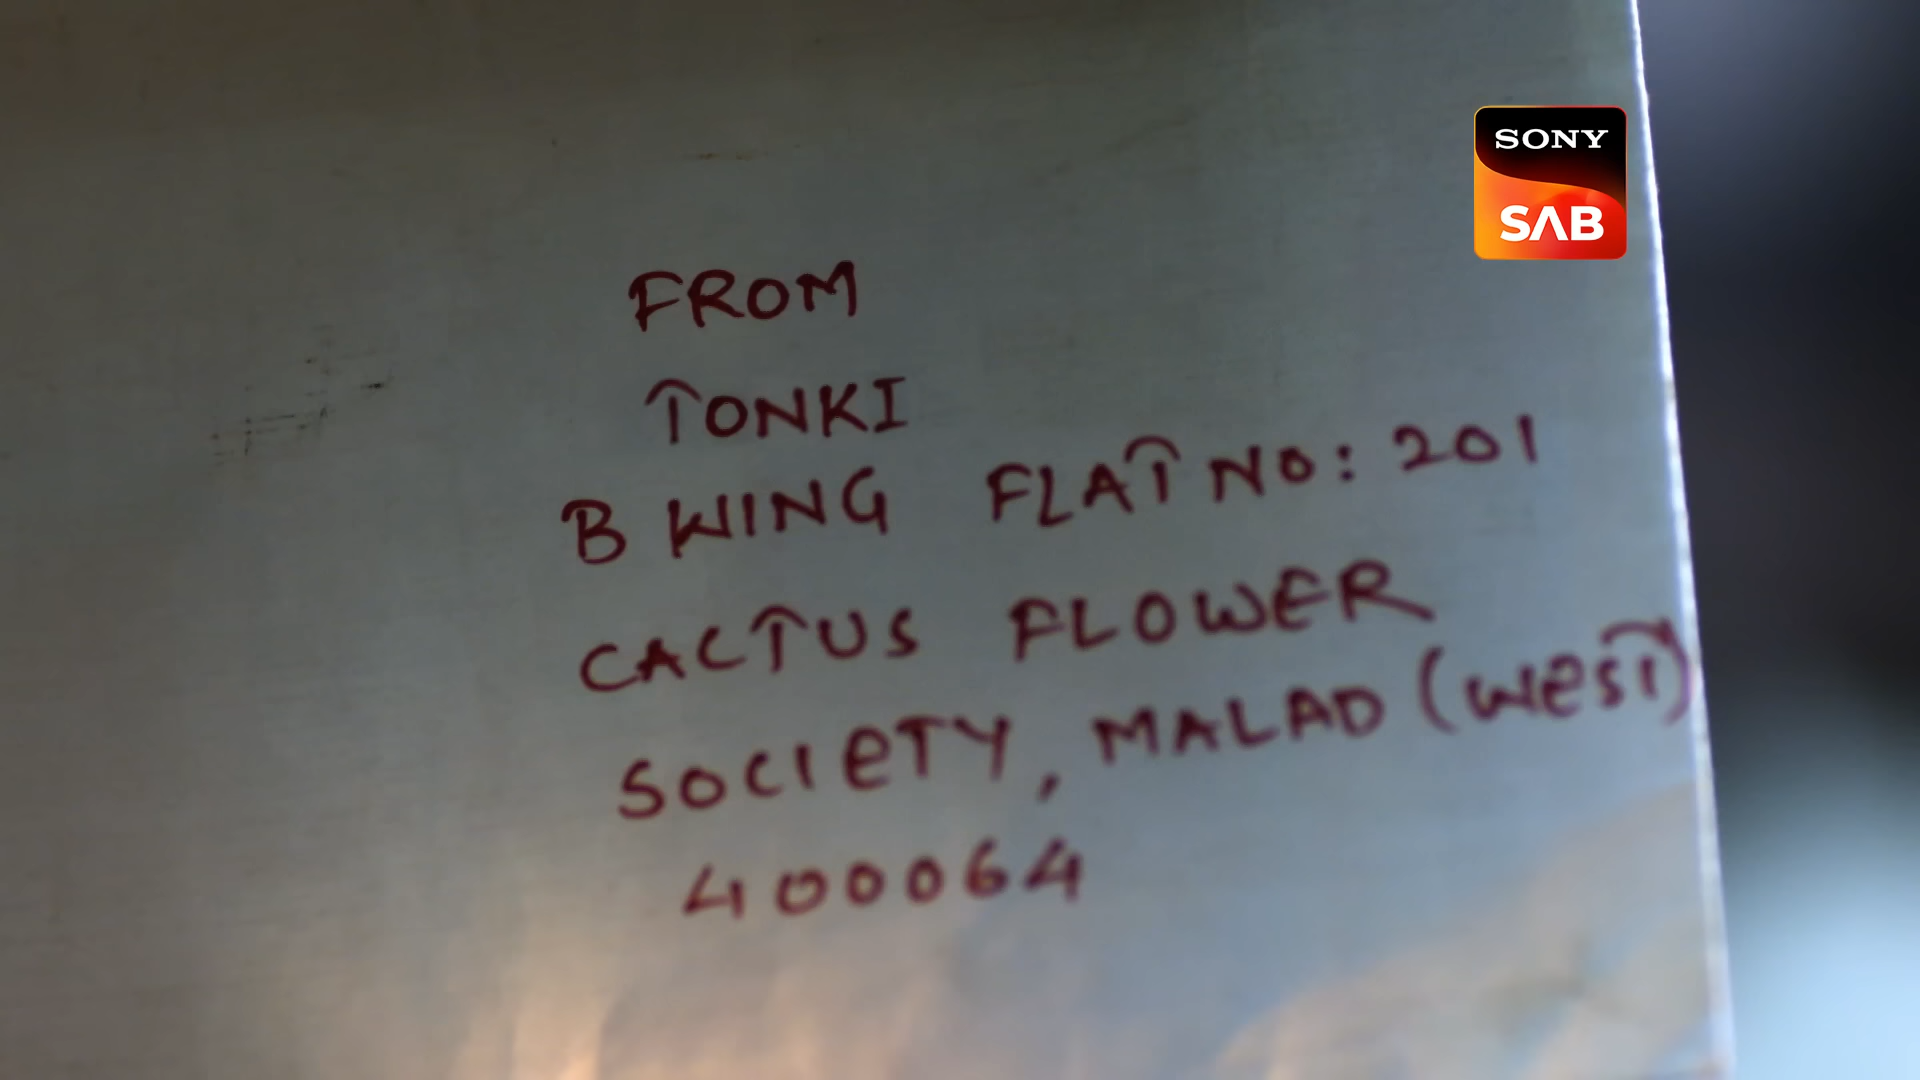 SONY
SAB
FROM
TONKI
B WING FLAT NO: 201
CACTUS FLOWER
SOCIeTY, MALAD (WeST)
400064